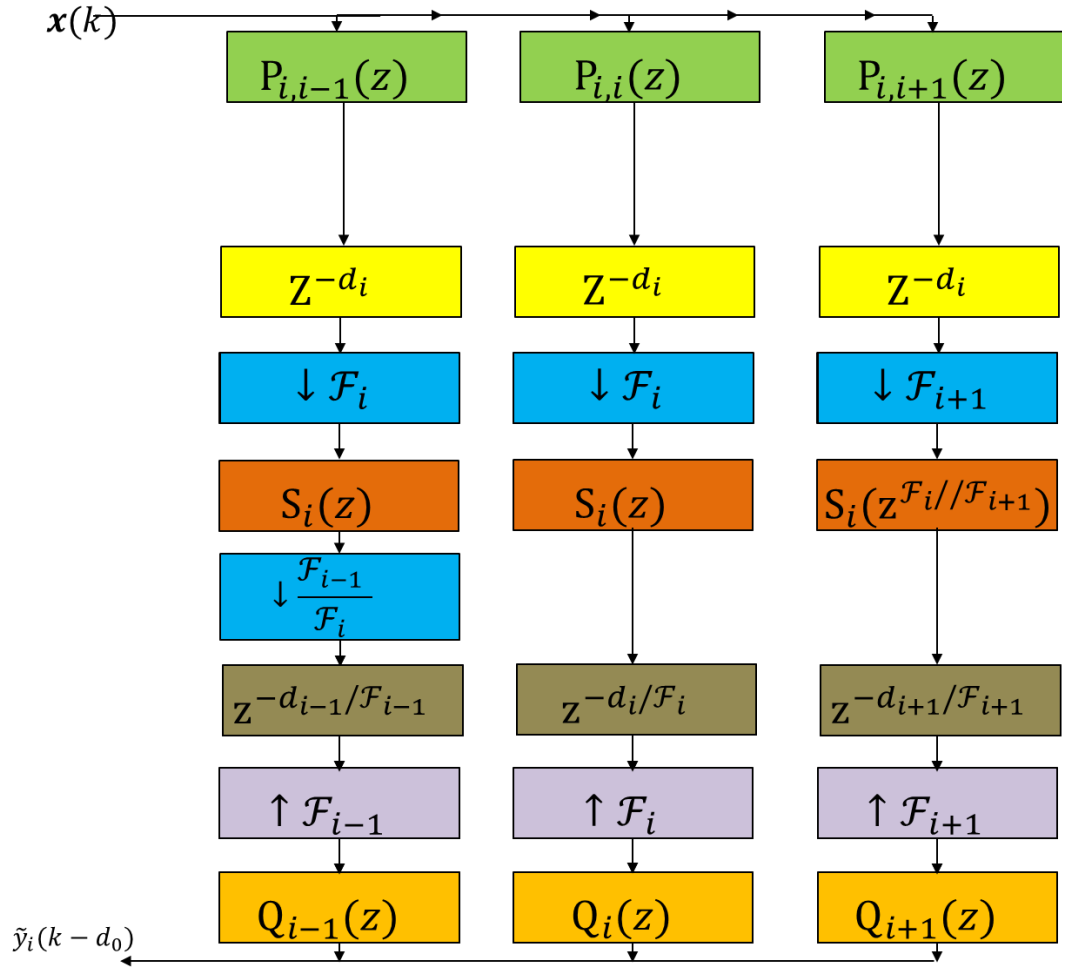 𝒙(k)
P_{i,i−1}(z) P_{i,i}(z) P_{i,i+1}(z)
Z^{−d_i} Z^{−d_i} Z^{−d_i}
↓ ℱ_i ↓ ℱ_i ↓ ℱ_{i+1}
S_i(z) S_i(z) S_i(z^{ℱ_i//ℱ_{i+1}})
↓ ℱ_{i−1}/ℱ_i
z^{−d_{i−1}/ℱ_{i−1}} z^{−d_i/ℱ_i} z^{−d_{i+1}/ℱ_{i+1}}
↑ ℱ_{i−1} ↑ ℱ_i ↑ ℱ_{i+1}
Q_{i−1}(z) Q_i(z) Q_{i+1}(z)
ỹ_i(k − d_0)